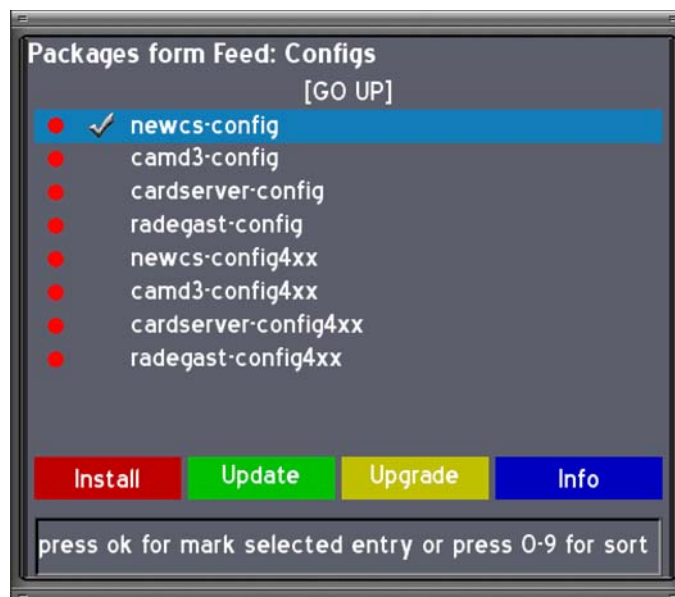 Packages form Feed: Configs
[GO UP]
newcs-config
camd3-config
cardserver-config
radegast-config
newcs-config4xx
camd3-config4xx
cardserver-config4xx
radegast-config4xx
Install Update Upgrade Info
press ok for mark selected entry or press 0-9 for sort